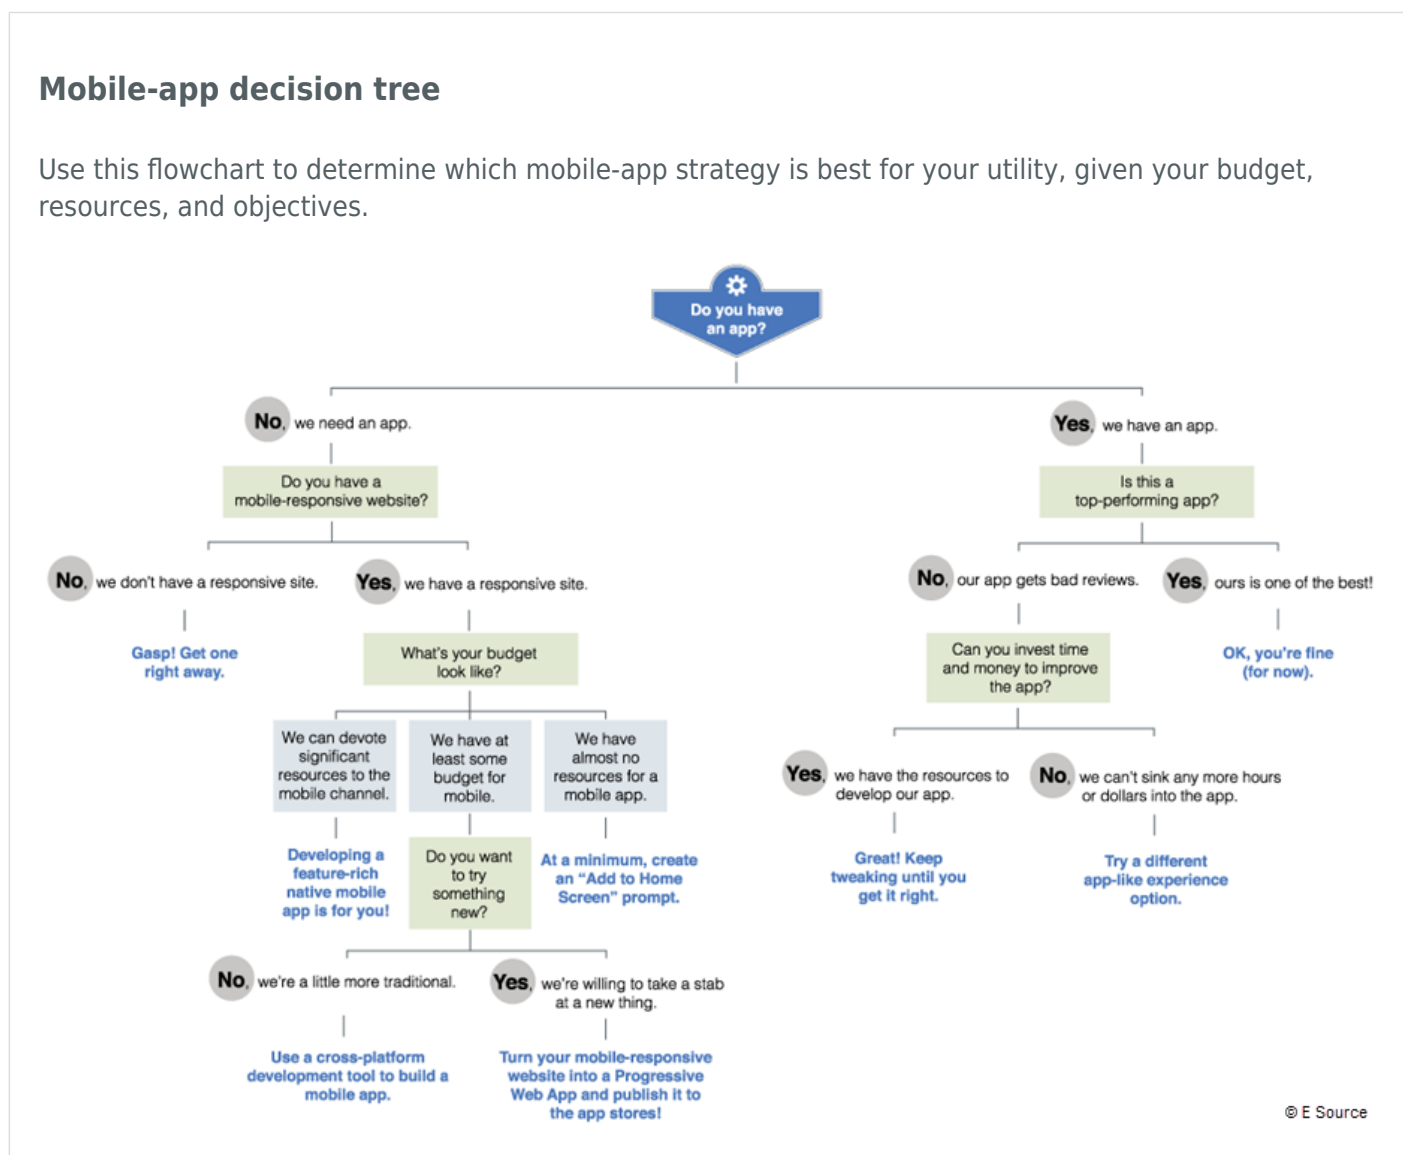 Mobile-app decision tree
Use this flowchart to determine which mobile-app strategy is best for your utility, given your budget,
resources, and objectives.
Do you have
an app?
No, we need an app.
Yes, we have an app.
Do you have a
mobile-responsive website?
Is this a
top-performing app?
No, we don't have a responsive site.
Yes, we have a responsive site.
No, our app gets bad reviews.
Yes, ours is one of the best!
Gasp! Get one
right away.
What's your budget
look like?
Can you invest time
and money to improve
the app?
OK, you're fine
(for now).
We can devote
significant
resources to the
mobile channel.
We have at
least some
budget for
mobile.
We have
almost no
resources for a
mobile app.
Yes, we have the resources to
develop our app.
No, we can't sink any more hours
or dollars into the app.
Developing a
feature-rich
native mobile
app is for you!
Do you want
to try
something
new?
At a minimum, create
an “Add to Home
Screen” prompt.
Great! Keep
tweaking until you
get it right.
Try a different
app-like experience
option.
No, we're a little more traditional.
Yes, we're willing to take a stab
at a new thing.
Use a cross-platform
development tool to build a
mobile app.
Turn your mobile-responsive
website into a Progressive
Web App and publish it to
the app stores!
© E Source